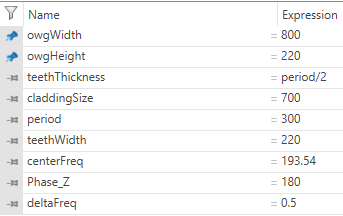 Name Expression
owgWidth = 800
owgHeight = 220
teethThickness = period/2
claddingSize = 700
period = 300
teethWidth = 220
centerFreq = 193.54
Phase_Z = 180
deltaFreq = 0.5